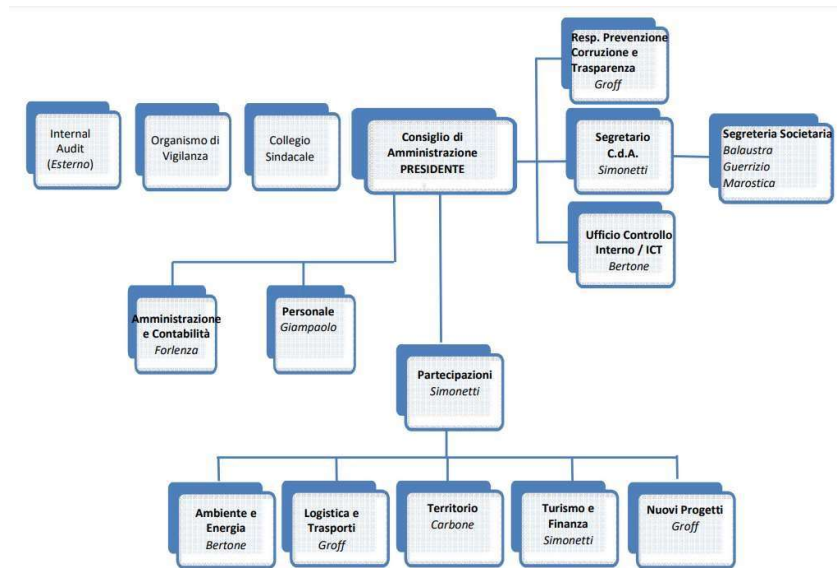 Resp. Prevenzione
Corruzione e
Trasparenza
Groff
Internal
Audit
(Esterno)
Organismo di
Vigilanza
Collegio
Sindacale
Consiglio di
Amministrazione
PRESIDENTE
Segretario
C.d.A.
Simonetti
Segreteria Societaria
Balaustra
Guerrizio
Marostica
Ufficio Controllo
Interno / ICT
Bertone
Amministrazione
e Contabilità
Forlenza
Personale
Giampaolo
Partecipazioni
Simonetti
Ambiente e
Energia
Bertone
Logistica e
Trasporti
Groff
Territorio
Carbone
Turismo e
Finanza
Simonetti
Nuovi Progetti
Groff